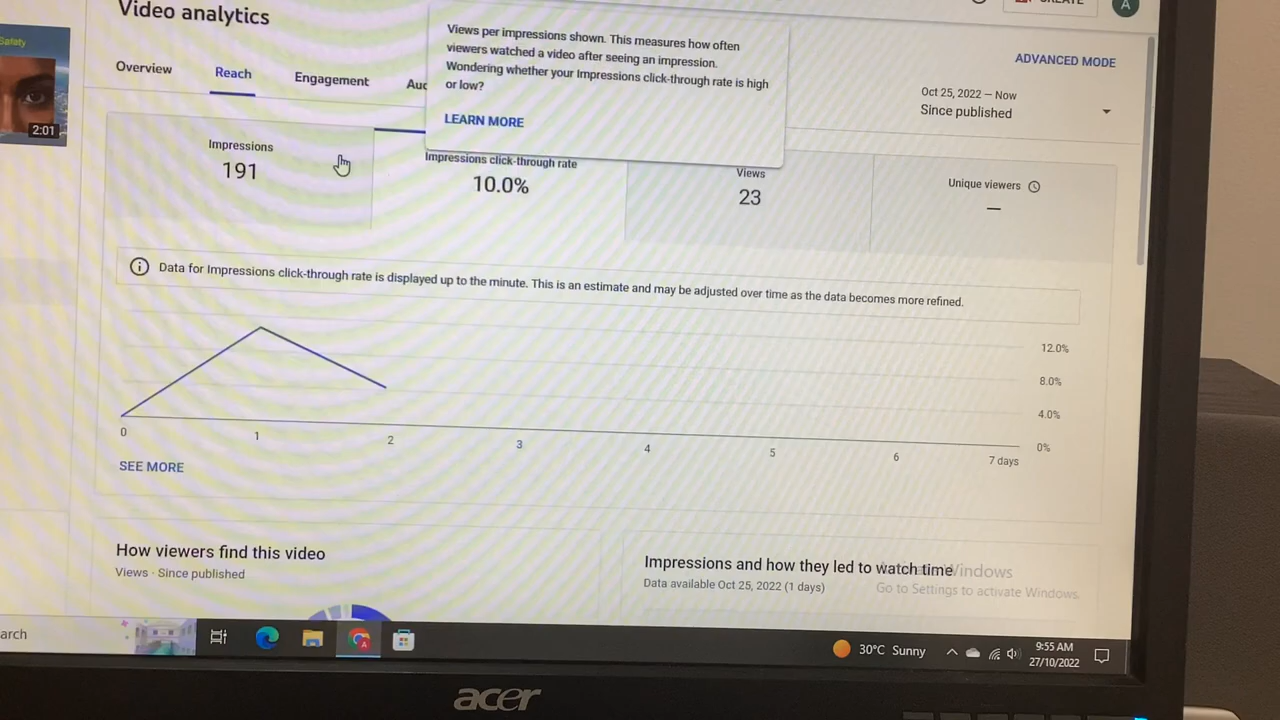 Video analytics
CREATE
A
Safety
2:01
Views per impressions shown. This measures how often
viewers watched a video after seeing an impression.
Wondering whether your Impressions click-through rate is high
or low?
LEARN MORE
ADVANCED MODE
Overview
Reach
Engagement
Oct 25, 2022 – Now
Since published
Impressions
191
Impressions click-through rate
10.0%
Views
23
Unique viewers
—
Data for Impressions click-through rate is displayed up to the minute. This is an estimate and may be adjusted over time as the data becomes more refined.
12.0%
8.0%
4.0%
0%
0
1
2
3
4
5
6
7 days
SEE MORE
How viewers find this video
Views · Since published
Impressions and how they led to watch time
Data available Oct 25, 2022 (1 days)
Windows
Go to Settings to activate Windows.
30°C Sunny
9:55 AM
27/10/2022
acer